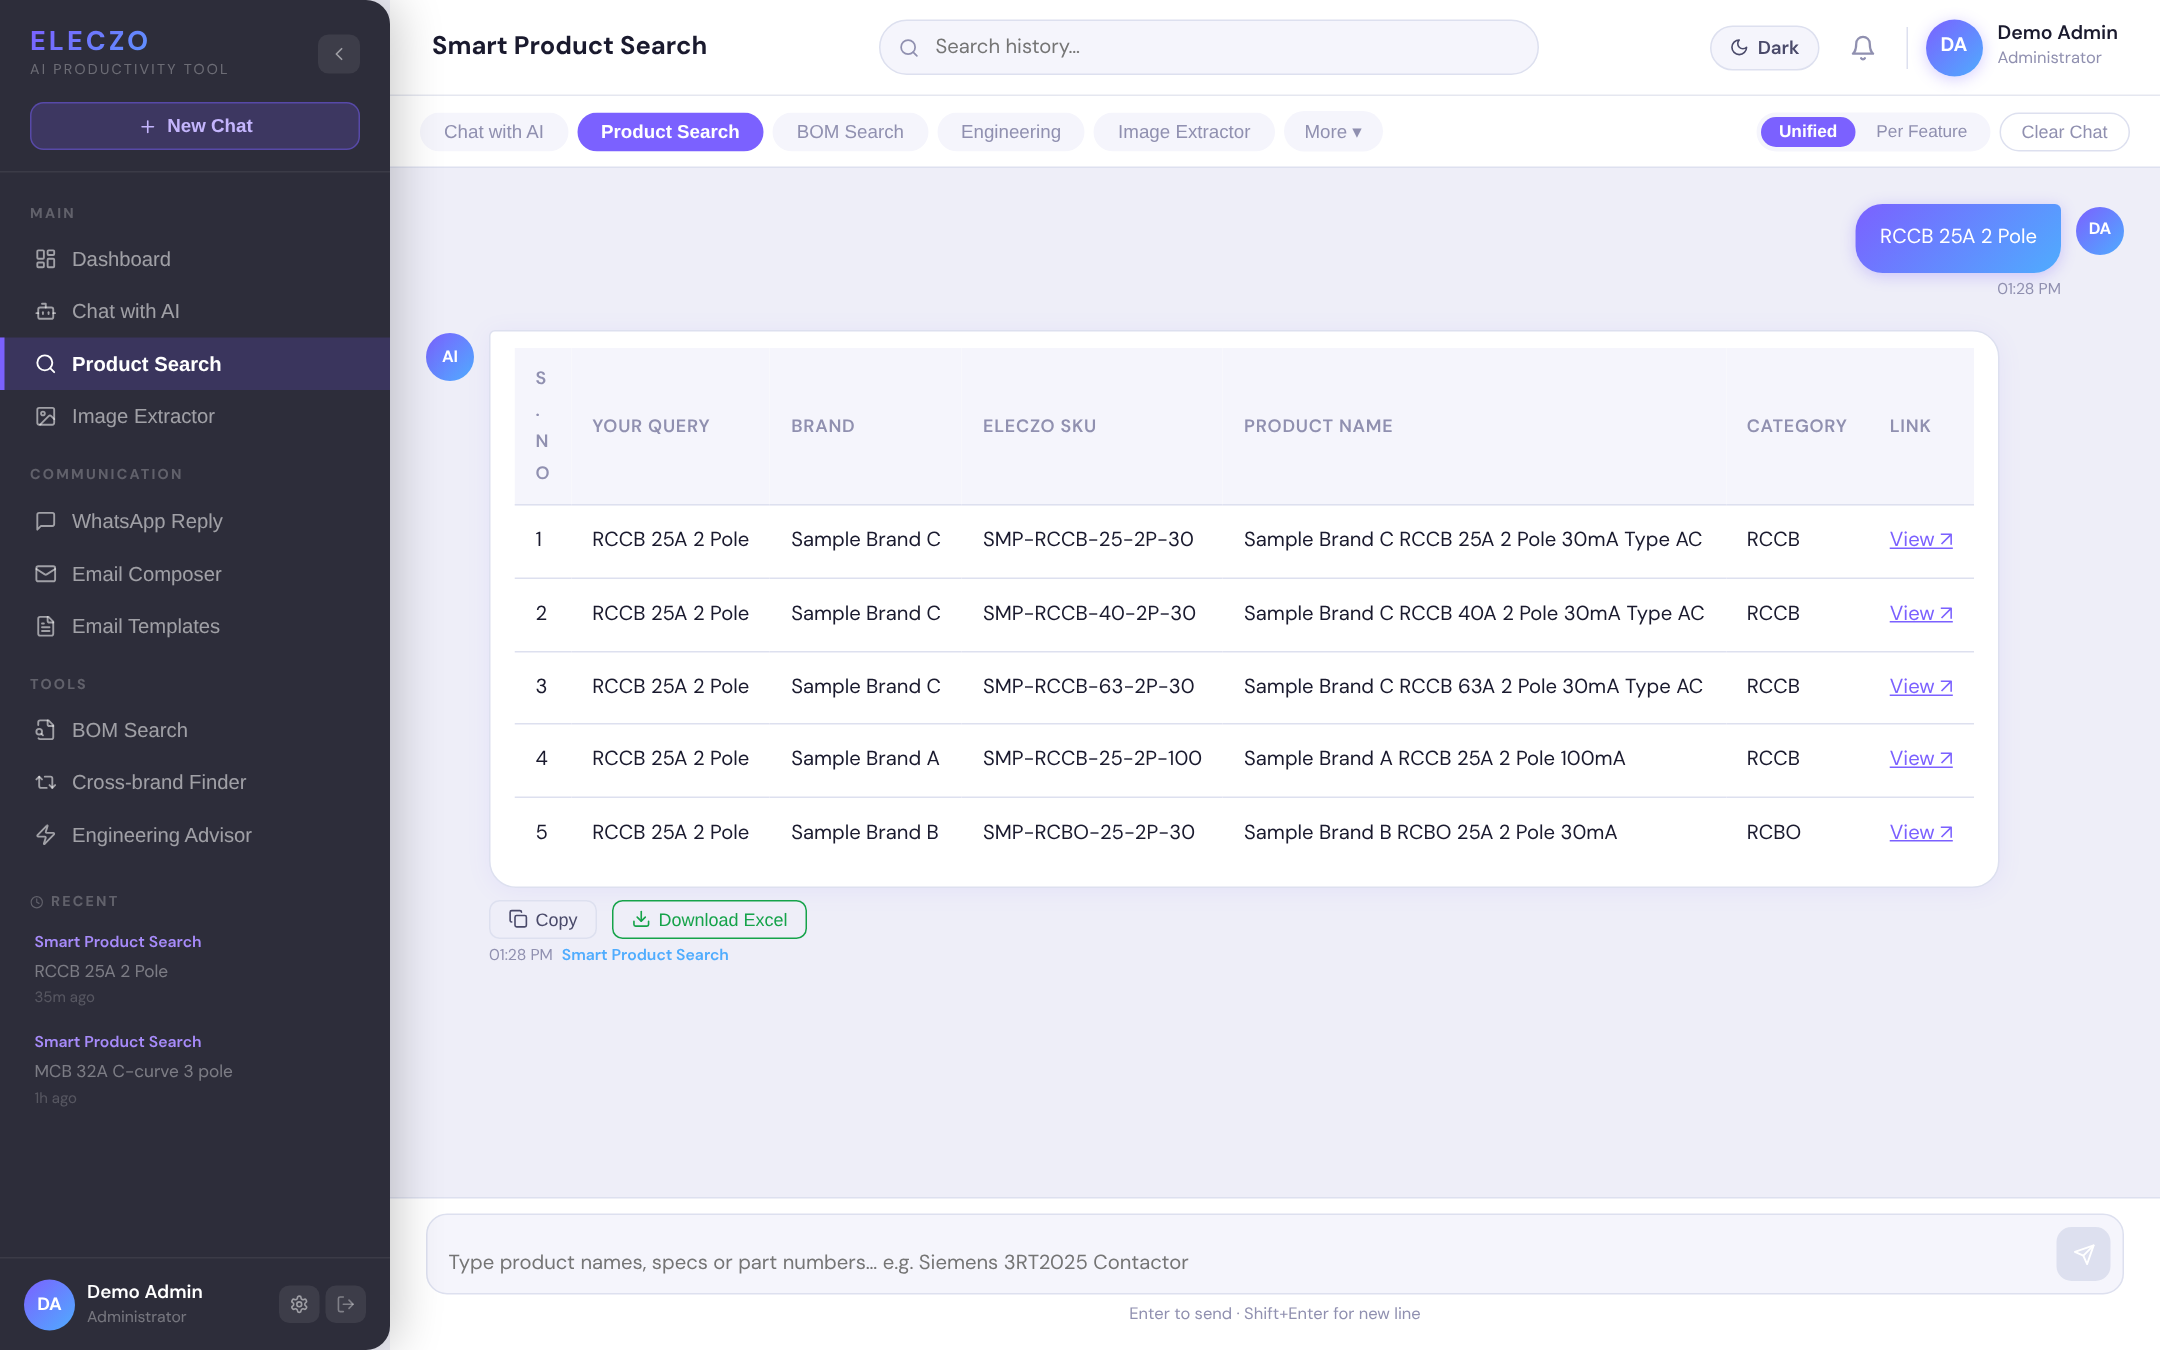 ELECZO
AI PRODUCTIVITY TOOL
New Chat
MAIN
Dashboard
Chat with AI
Product Search
Image Extractor
COMMUNICATION
WhatsApp Reply
Email Composer
Email Templates
TOOLS
BOM Search
Cross-brand Finder
Engineering Advisor
RECENT
Smart Product Search
RCCB 25A 2 Pole
35m ago
Smart Product Search
MCB 32A C-curve 3 pole
1h ago
DA Demo Admin
Administrator
Smart Product Search
Search history...
Dark
DA Demo Admin
Administrator
Chat with AI Product Search BOM Search Engineering Image Extractor More ▾ Unified Per Feature Clear Chat
RCCB 25A 2 Pole DA
01:28 PM
AI
S.NO YOUR QUERY BRAND ELECZO SKU PRODUCT NAME CATEGORY LINK
1 RCCB 25A 2 Pole Sample Brand C SMP-RCCB-25-2P-30 Sample Brand C RCCB 25A 2 Pole 30mA Type AC RCCB View ↗
2 RCCB 25A 2 Pole Sample Brand C SMP-RCCB-40-2P-30 Sample Brand C RCCB 40A 2 Pole 30mA Type AC RCCB View ↗
3 RCCB 25A 2 Pole Sample Brand C SMP-RCCB-63-2P-30 Sample Brand C RCCB 63A 2 Pole 30mA Type AC RCCB View ↗
4 RCCB 25A 2 Pole Sample Brand A SMP-RCCB-25-2P-100 Sample Brand A RCCB 25A 2 Pole 100mA RCCB View ↗
5 RCCB 25A 2 Pole Sample Brand B SMP-RCBO-25-2P-30 Sample Brand B RCBO 25A 2 Pole 30mA RCBO View ↗
Copy Download Excel
01:28 PM Smart Product Search
Type product names, specs or part numbers... e.g. Siemens 3RT2025 Contactor
Enter to send · Shift+Enter for new line